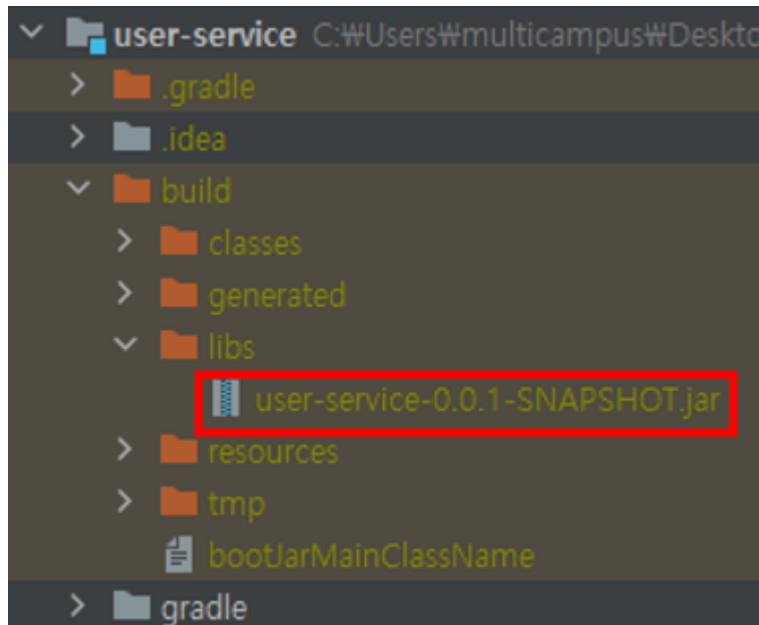 user-service C:₩Users₩multicampus₩Deskto
.gradle
.idea
build
classes
generated
libs
user-service-0.0.1-SNAPSHOT.jar
resources
tmp
bootJarMainClassName
gradle